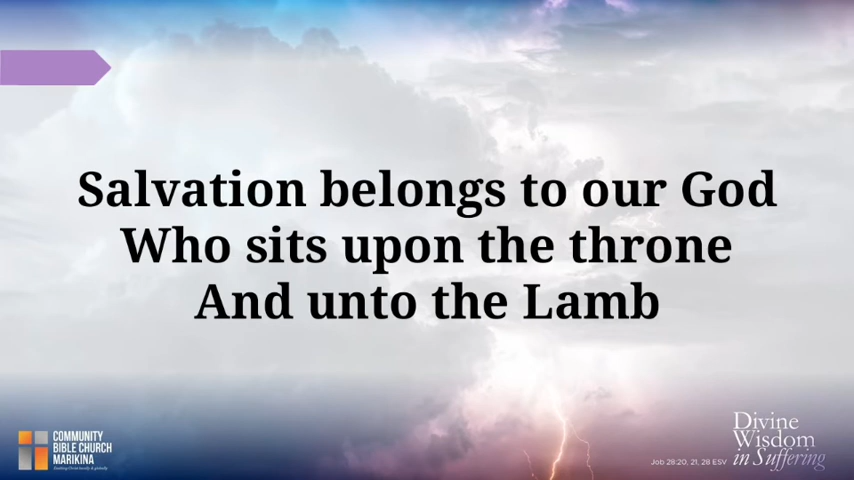 Salvation belongs to our God
Who sits upon the throne
And unto the Lamb
COMMUNITY
BIBLE CHURCH
MARIKINA
Job 28:20, 21, 28 ESV
Divine
Wisdom
in Suffering